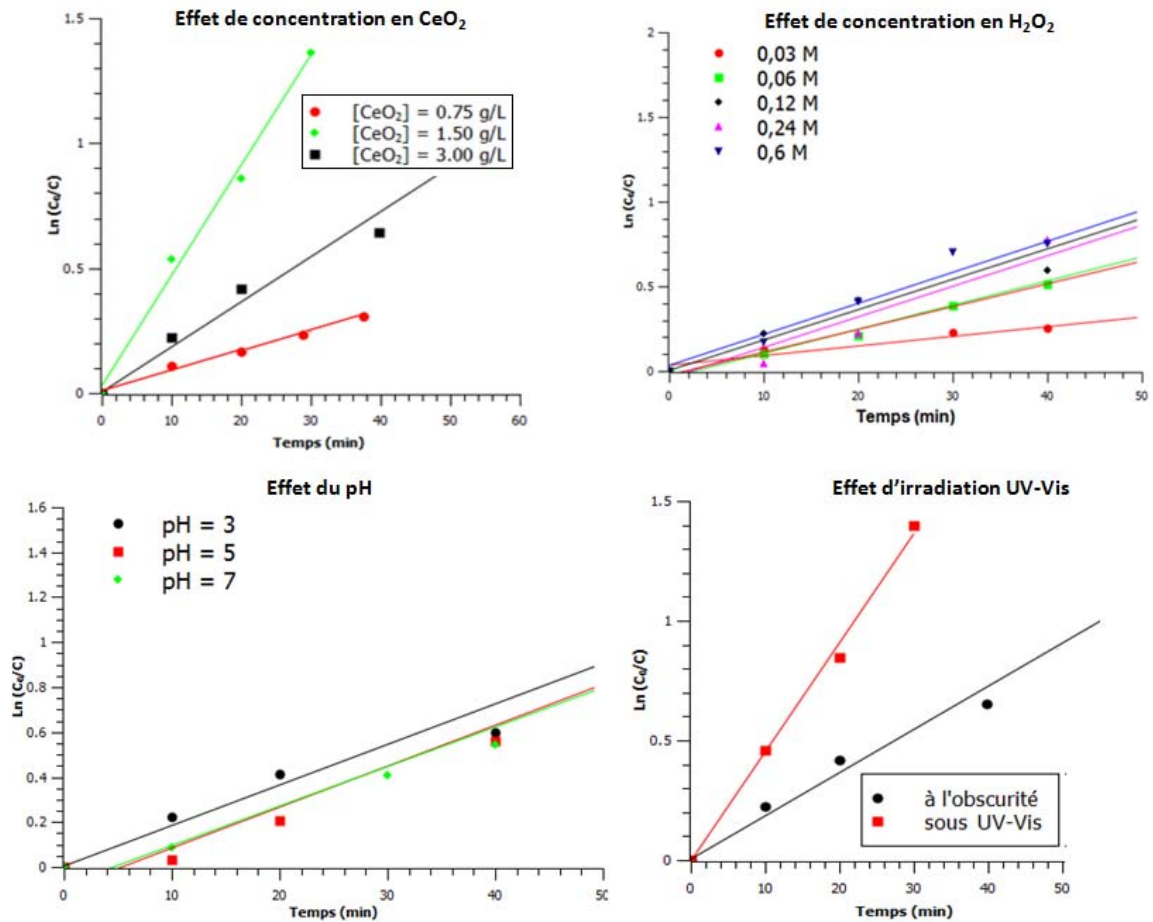 Effet de concentration en CeO₂
1.5
1
0.5
0
Ln (C₀/C)
[CeO₂] = 0.75 g/L
[CeO₂] = 1.50 g/L
[CeO₂] = 3.00 g/L
0 10 20 30 40 50 60
Temps (min)
Effet de concentration en H₂O₂
2
1.5
1
0.5
0
Ln (C₀/C)
0,03 M
0,06 M
0,12 M
0,24 M
0,6 M
0 10 20 30 40 50
Temps (min)
Effet du pH
1.6
1.4
1.2
1
0.8
0.6
0.4
0.2
0
Ln (C₀/C)
pH = 3
pH = 5
pH = 7
0 10 20 30 40 50
Temps (min)
Effet d’irradiation UV-Vis
1.5
1
0.5
0
Ln (C₀/C)
à l'obscurité
sous UV-Vis
0 10 20 30 40 50
Temps (min)